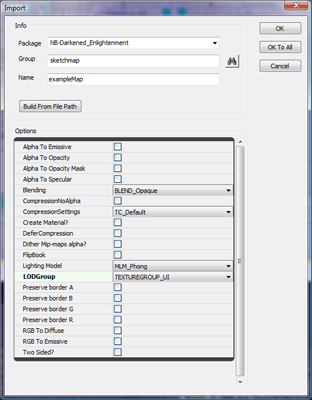 Import
Info
Package NB-Darkened_Enlightenment
Group sketchmap
Name exampleMap
OK
OK To All
Cancel
Build From File Path
Options
Alpha To Emissive
Alpha To Opacity
Alpha To Opacity Mask
Alpha To Specular
Blending BLEND_Opaque
CompressionNoAlpha
CompressionSettings TC_Default
Create Material?
DeferCompression
Dither Mip-maps alpha?
FlipBook
Lighting Model MLM_Phong
LODGroup TEXTUREGROUP_UI
Preserve border A
Preserve border B
Preserve border G
Preserve border R
RGB To Diffuse
RGB To Emissive
Two Sided?